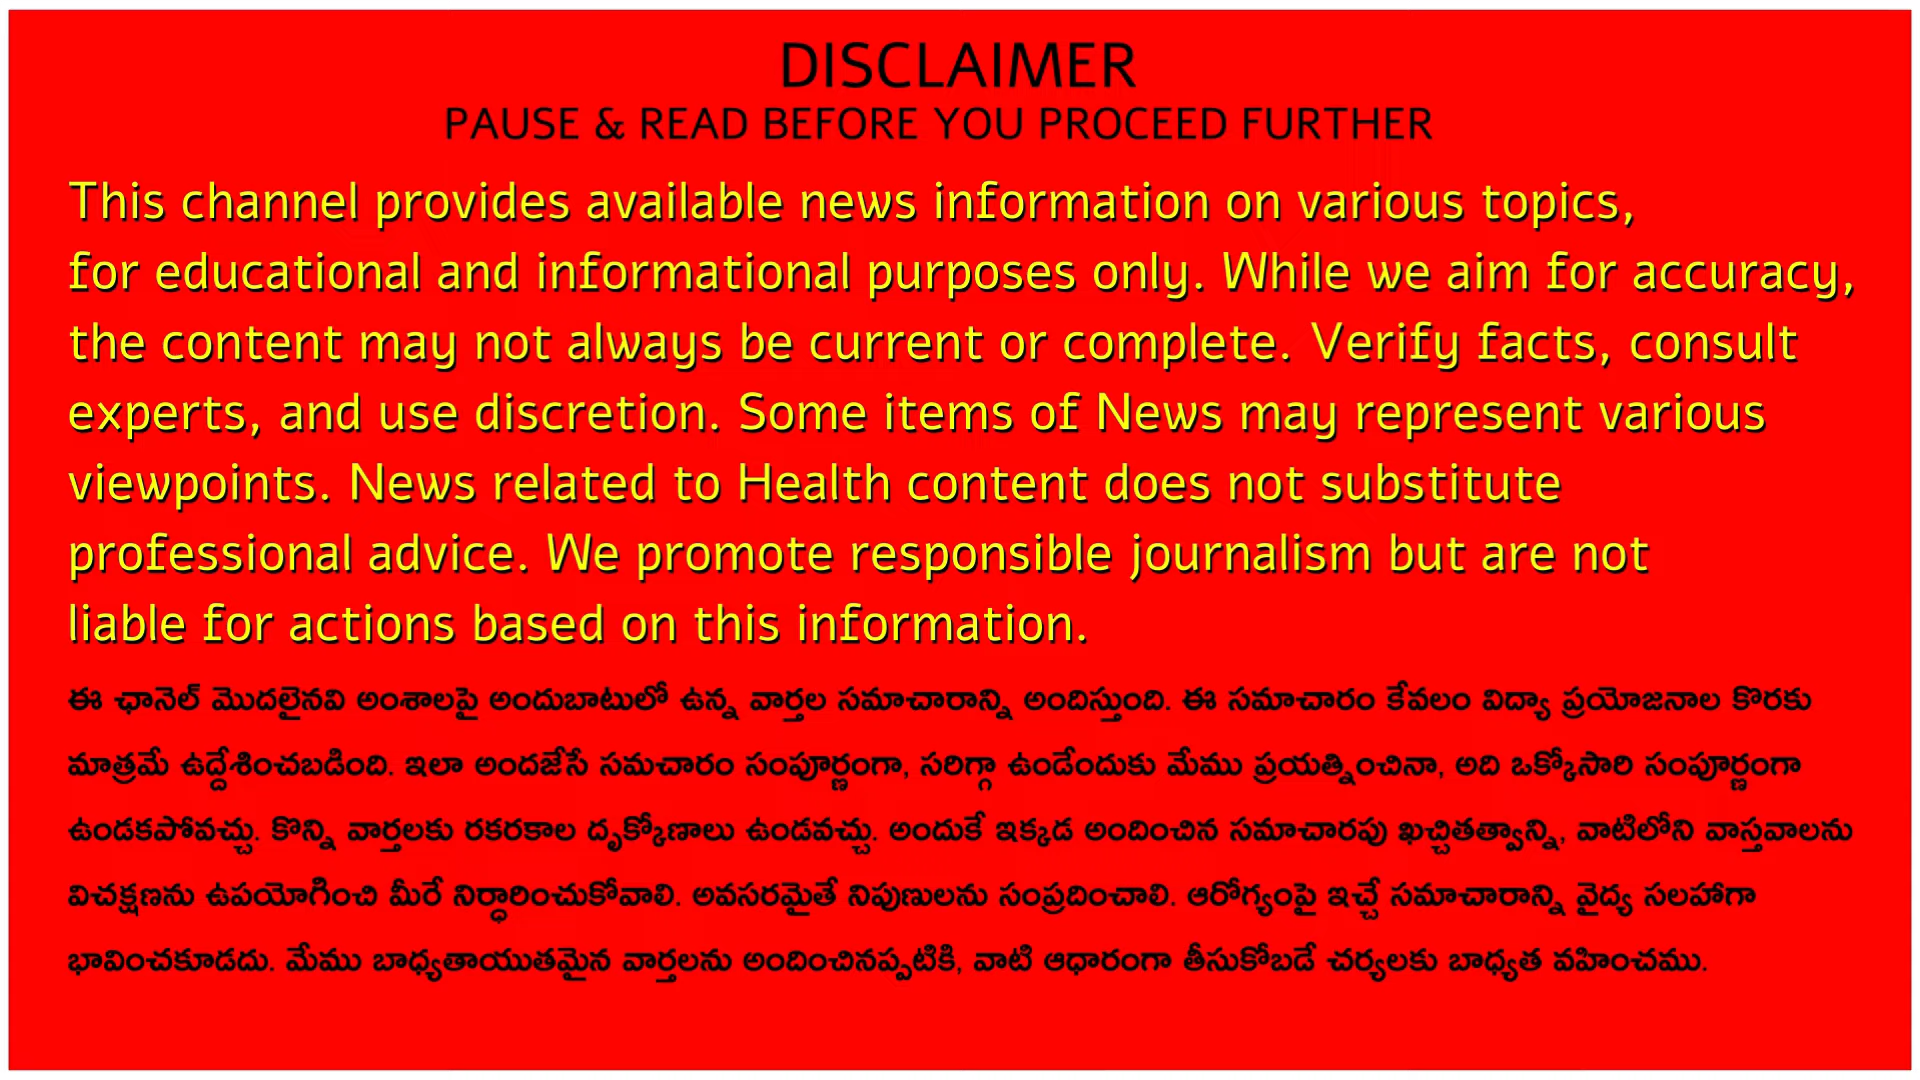 DISCLAIMER
PAUSE & READ BEFORE YOU PROCEED FURTHER
This channel provides available news information on various topics,
for educational and informational purposes only. While we aim for accuracy,
the content may not always be current or complete. Verify facts, consult
experts, and use discretion. Some items of News may represent various
viewpoints. News related to Health content does not substitute
professional advice. We promote responsible journalism but are not
liable for actions based on this information.
ఈ ఛానెల్ మొదలైనవి అంశాలపై అందుబాటులో ఉన్న వార్తల సమాచారాన్ని అందిస్తుంది. ఈ సమాచారం కేవలం విద్యా ప్రయోజనాల కొరకు
మాత్రమే ఉద్దేశించబడింది. ఇలా అందజేసే సమచారం సంపూర్ణంగా, సరిగ్గా ఉండేందుకు మేము ప్రయత్నించినా, అది ఒక్కోసారి సంపూర్ణంగా
ఉండకపోవచ్చు. కొన్ని వార్తలకు రకరకాల దృక్కోణాలు ఉండవచ్చు. అందుకే ఇక్కడ అందించిన సమాచారపు ఖచ్చితత్వాన్ని, వాటిలోని వాస్తవాలను
విచక్షణను ఉపయోగించి మీరే నిర్ధారించుకోవాలి. అవసరమైతే నిపుణులను సంప్రదించాలి. ఆరోగ్యంపై ఇచ్చే సమాచారాన్ని వైద్య సలహాగా
భావించకూడదు. మేము బాధ్యతాయుతమైన వార్తలను అందించినప్పటికి, వాటి ఆధారంగా తీసుకోబడే చర్యలకు బాధ్యత వహించము.